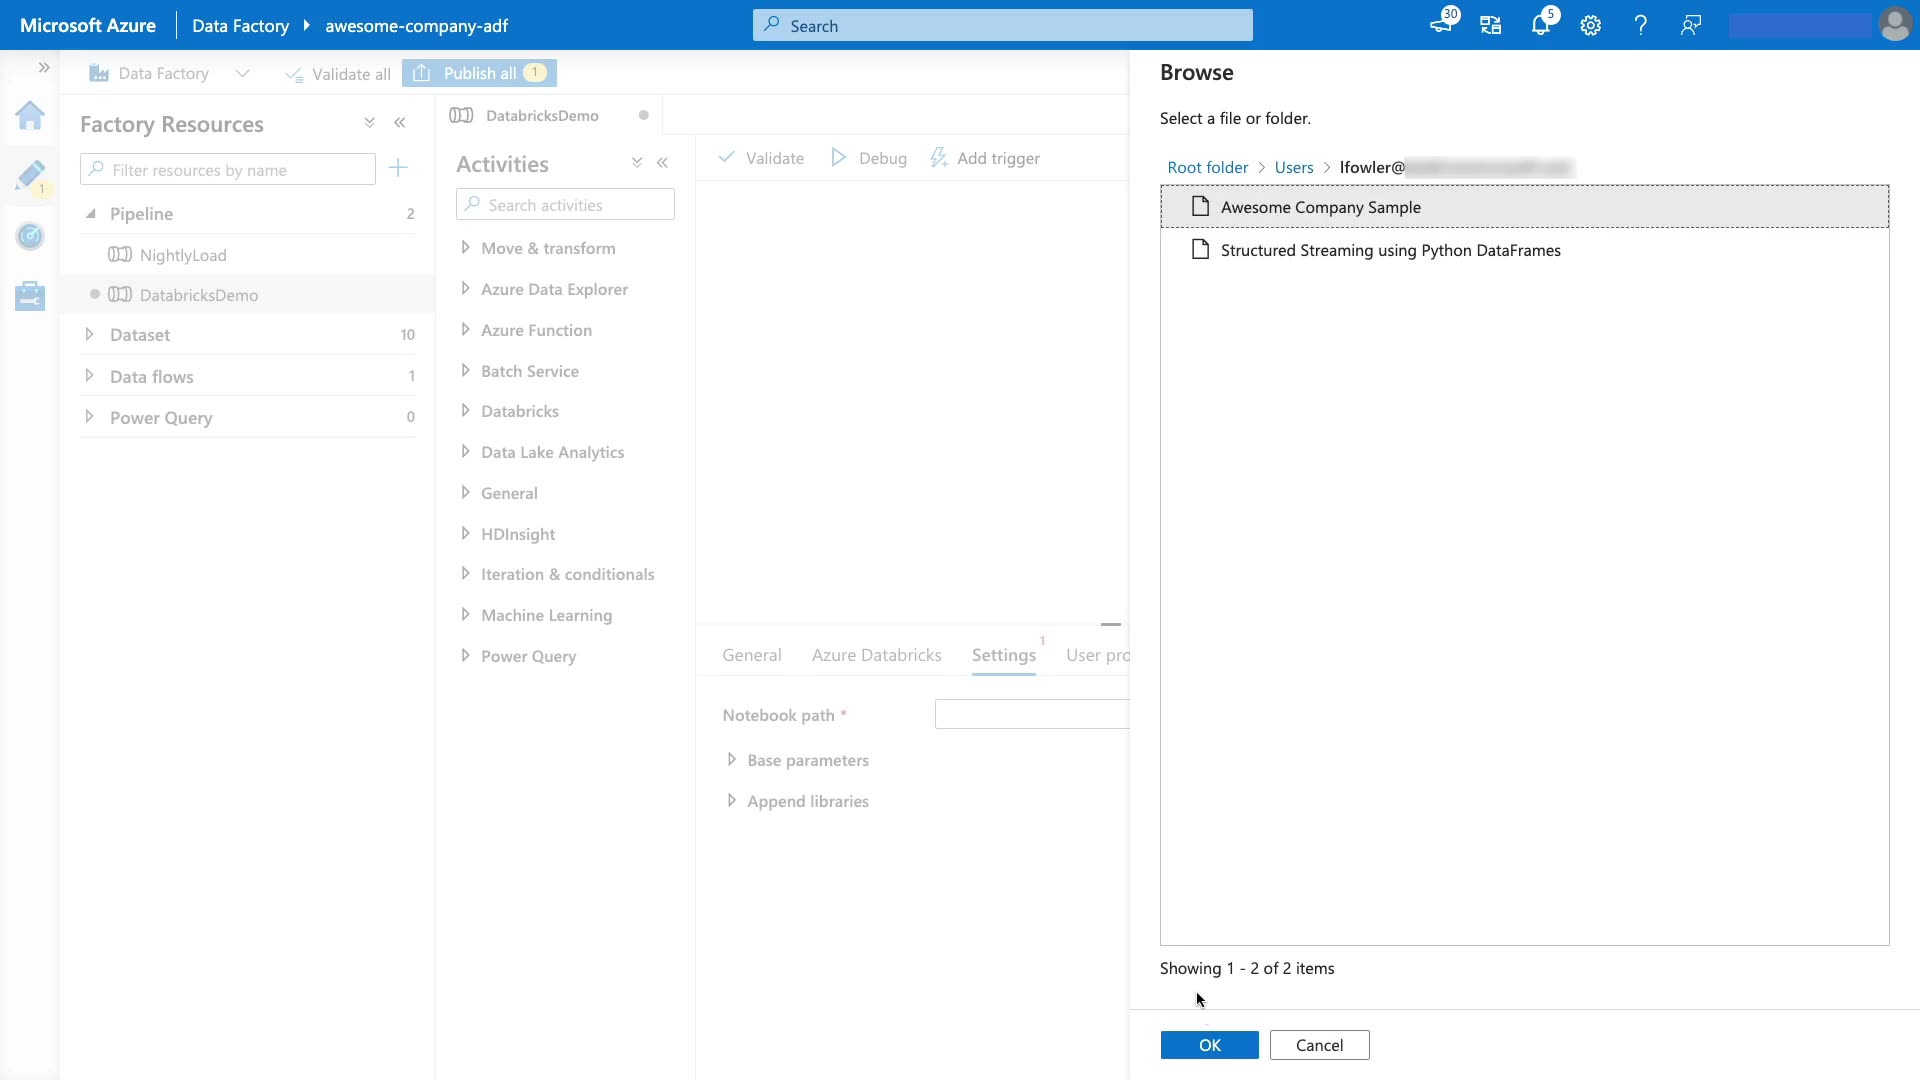 Microsoft Azure Data Factory awesome-company-adf Search 30 5
Data Factory Validate all Publish all 1
Factory Resources
Filter resources by name
1
Pipeline 2
NightlyLoad
DatabricksDemo
Dataset 10
Data flows 1
Power Query 0
DatabricksDemo
Activities
Search activities
Move & transform
Azure Data Explorer
Azure Function
Batch Service
Databricks
Data Lake Analytics
General
HDInsight
Iteration & conditionals
Machine Learning
Power Query
Validate Debug Add trigger
General Azure Databricks Settings 1 User pro
Notebook path *
Base parameters
Append libraries
Browse
Select a file or folder.
Root folder > Users > lfowler@
Awesome Company Sample
Structured Streaming using Python DataFrames
Showing 1 - 2 of 2 items
OK Cancel